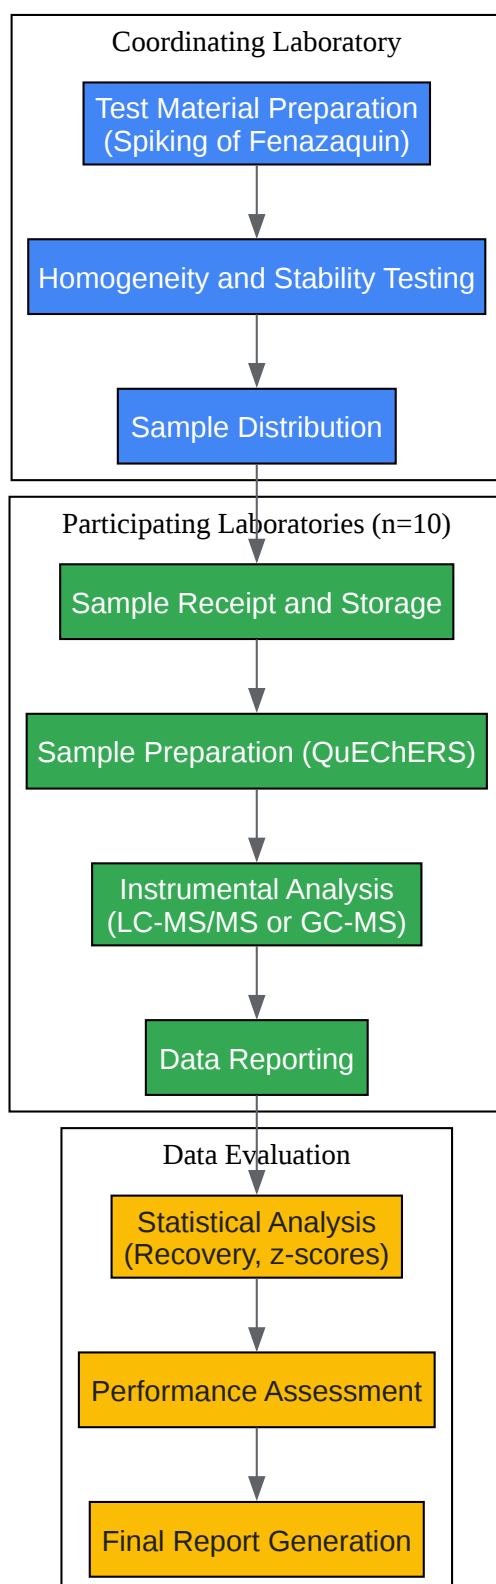 Coordinating Laboratory
Test Material Preparation
(Spiking of Fenazaquin)
Homogeneity and Stability Testing
Sample Distribution
Participating Laboratories (n=10)
Sample Receipt and Storage
Sample Preparation (QuEChERS)
Instrumental Analysis
(LC-MS/MS or GC-MS)
Data Reporting
Data Evaluation
Statistical Analysis
(Recovery, z-scores)
Performance Assessment
Final Report Generation